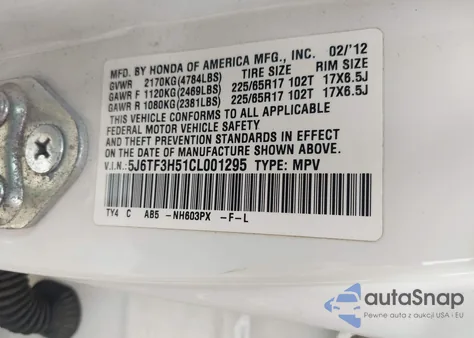 MFD. BY HONDA OF AMERICA MFG., INC. 02/'12
GVWR 2170KG(4784LBS) TIRE SIZE RIM SIZE
GAWR F 1120KG(2469LBS) 225/65R17 102T 17X6.5J
GAWR R 1080KG(2381LBS) 225/65R17 102T 17X6.5J
THIS VEHICLE CONFORMS TO ALL APPLICABLE
FEDERAL MOTOR VEHICLE SAFETY
AND THEFT PREVENTION STANDARDS IN EFFECT
ON THE DATE OF MANUFACTURE SHOWN ABOVE.
V.I.N.:5J6TF3H51CL001295 TYPE: MPV
TY4 C AB5 -NH603PX -F-L
autoSnap
Pewne auta z aukcji USA - EU